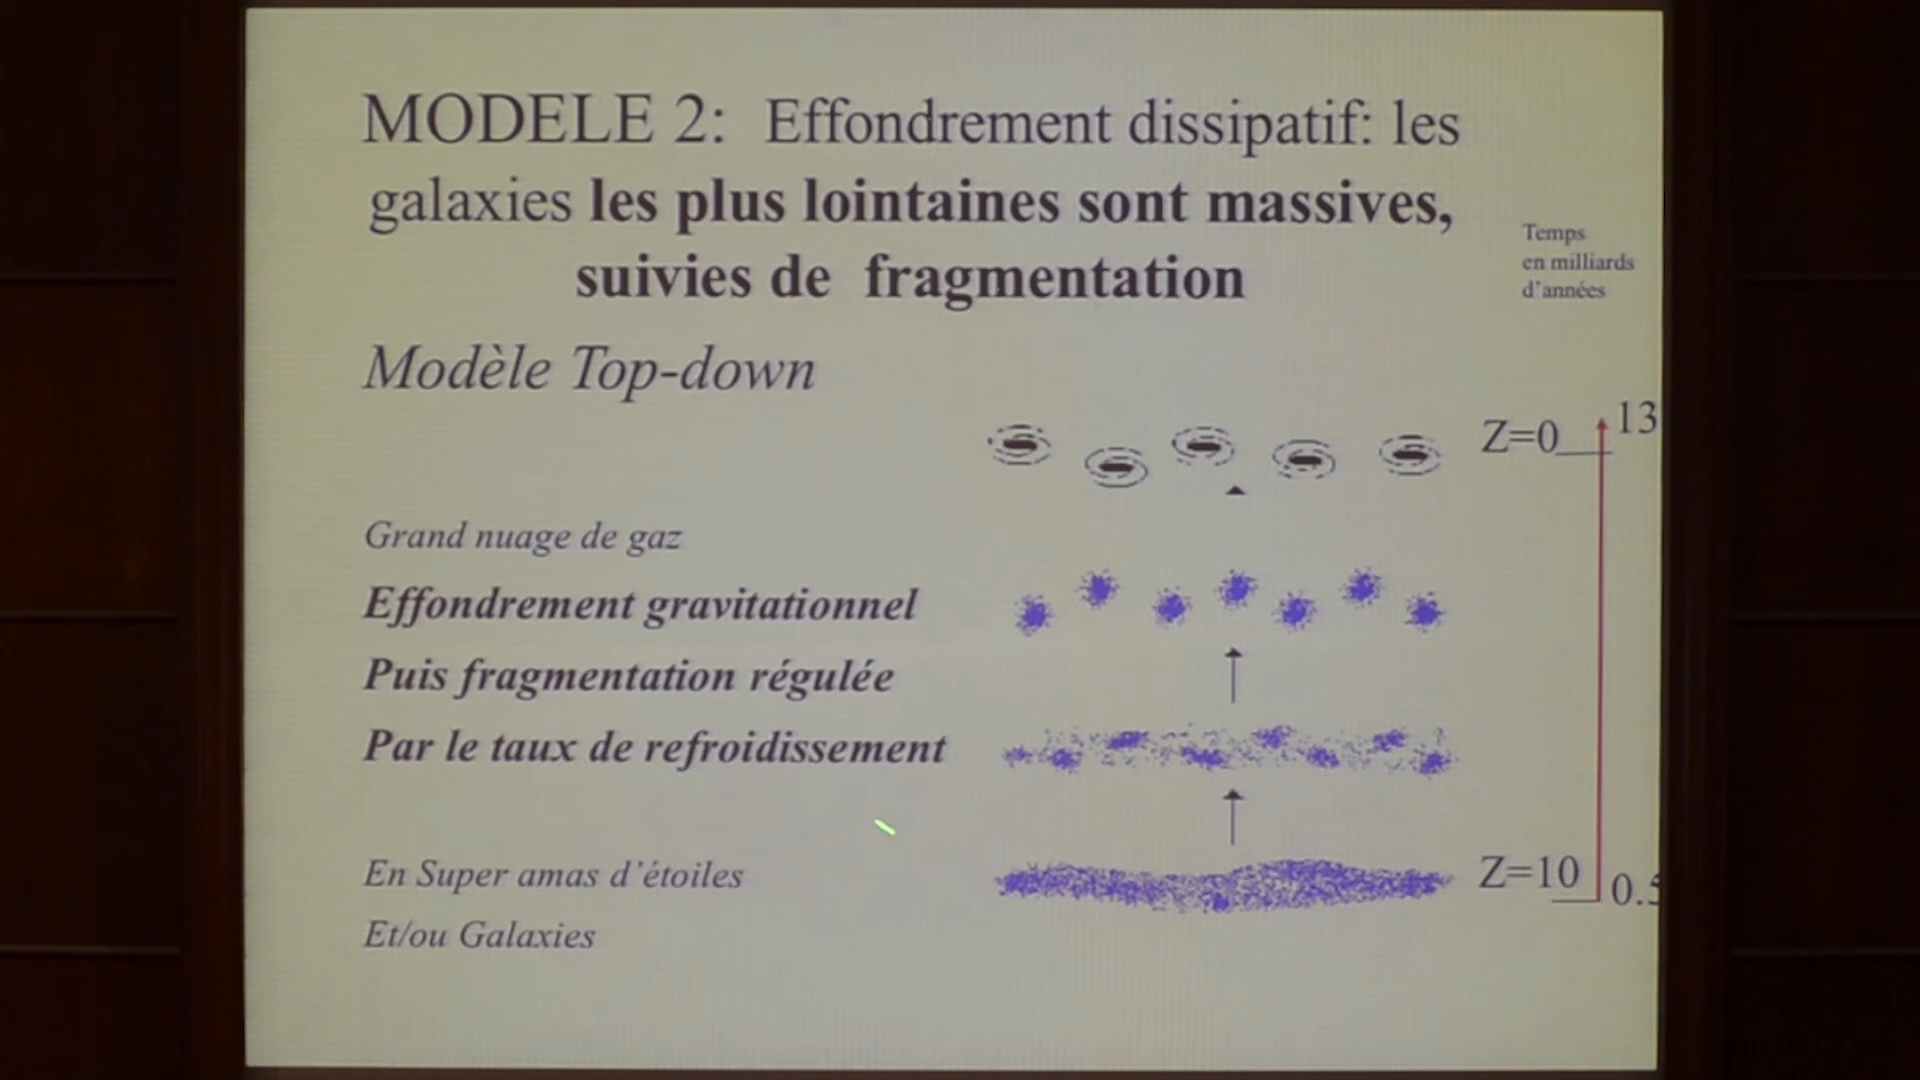 MODELE 2: Effondrement dissipatif: les
galaxies les plus lointaines sont massives,
suivies de fragmentation
Temps
en milliards
d'années
Modèle Top-down
Z=0
13
Grand nuage de gaz
Effondrement gravitationnel
Puis fragmentation régulée
Par le taux de refroidissement
En Super amas d'étoiles
Et/ou Galaxies
Z=10
0.5